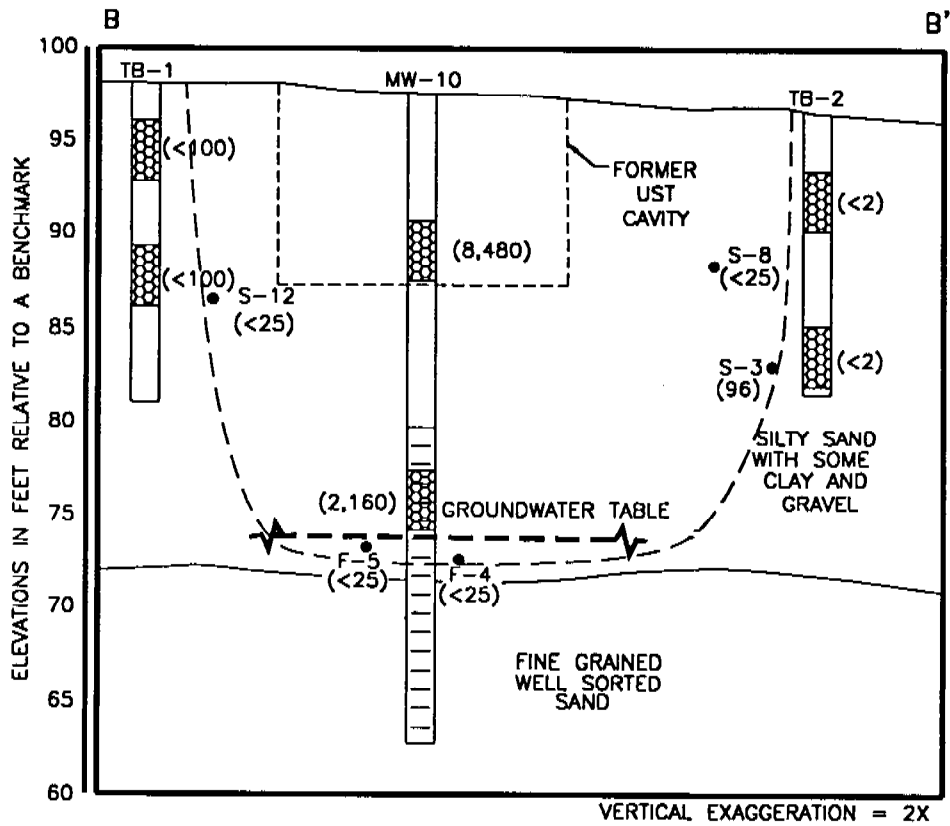 B
B'
100
TB-1
MW-10
TB-2
95
(<100)
FORMER
UST
CAVITY
(<2)
90
(8,480)
S-8
(<25)
(<100)
S-12
(<25)
85
(<2)
S-3
(96)
80
SILTY SAND
WITH SOME
CLAY AND
GRAVEL
(2,160)
GROUNDWATER TABLE
75
F-5
(<25)
F-4
(<25)
70
FINE GRAINED
WELL SORTED
SAND
65
60
ELEVATIONS IN FEET RELATIVE TO A BENCHMARK
VERTICAL EXAGGERATION = 2X